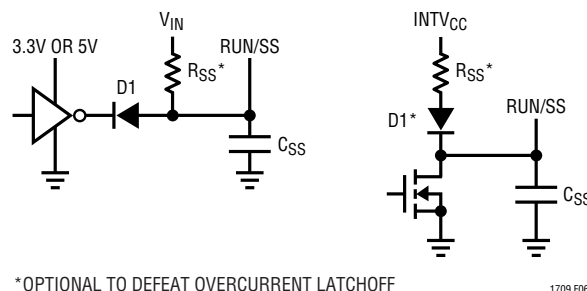 V_IN
3.3V OR 5V
RUN/SS
D1
R_SS*
C_SS
INTV_CC
R_SS*
D1*
RUN/SS
C_SS
*OPTIONAL TO DEFEAT OVERCURRENT LATCHOFF
1709 F06